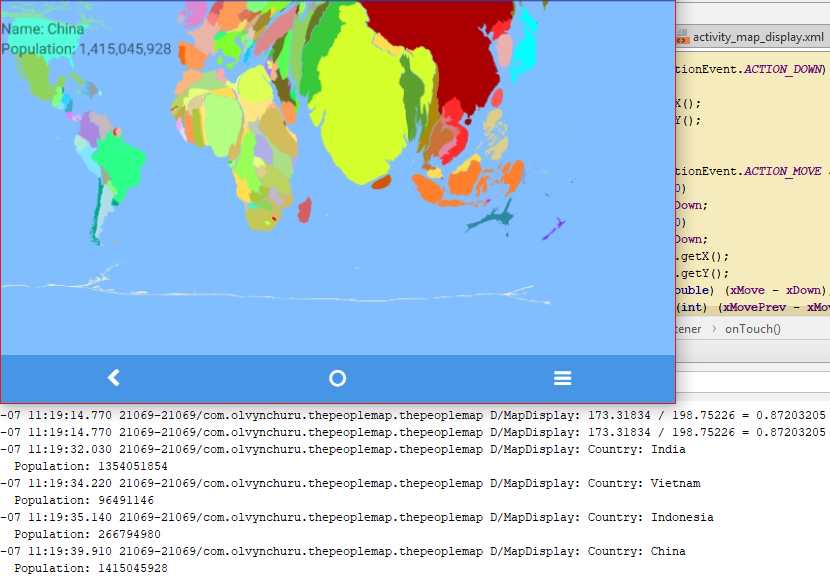 Name: China
Population: 1,415,045,928
activity_map_display.xml
tionEvent.ACTION_DOWN)
X();
Y();
tionEvent.ACTION_MOVE
0)
Down;
0)
Down;
.getX();
.getY();
ouble) (xMove - xDown)
(int) (xMovePrev - xMov
tener › onTouch()
-07 11:19:14.770 21069-21069/com.olvynchuru.thepeoplemap.thepeoplemap D/MapDisplay: 173.31834 / 198.75226 = 0.87203205
-07 11:19:14.770 21069-21069/com.olvynchuru.thepeoplemap.thepeoplemap D/MapDisplay: 173.31834 / 198.75226 = 0.87203205
-07 11:19:32.030 21069-21069/com.olvynchuru.thepeoplemap.thepeoplemap D/MapDisplay: Country: India
Population: 1354051854
-07 11:19:34.220 21069-21069/com.olvynchuru.thepeoplemap.thepeoplemap D/MapDisplay: Country: Vietnam
Population: 96491146
-07 11:19:35.140 21069-21069/com.olvynchuru.thepeoplemap.thepeoplemap D/MapDisplay: Country: Indonesia
Population: 266794980
-07 11:19:39.910 21069-21069/com.olvynchuru.thepeoplemap.thepeoplemap D/MapDisplay: Country: China
Population: 1415045928